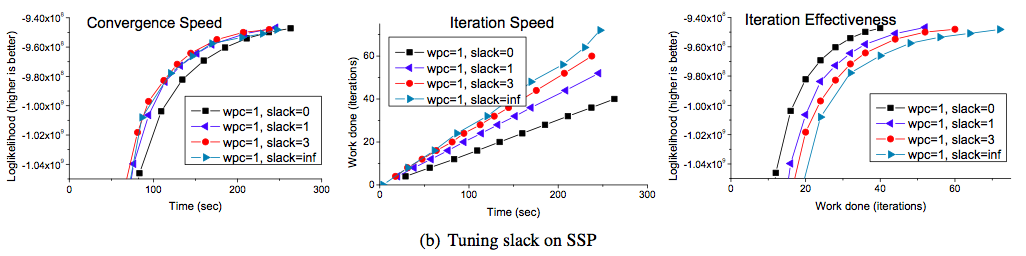 Convergence Speed
Loglikelihood (higher is better)
-9.40x10⁸
-9.60x10⁸
-9.80x10⁸
-1.00x10⁹
-1.02x10⁹
-1.04x10⁹
wpc=1, slack=0
wpc=1, slack=1
wpc=1, slack=3
wpc=1, slack=inf
0 100 200 300
Time (sec)
Iteration Speed
Work done (iterations)
60
40
20
0
wpc=1, slack=0
wpc=1, slack=1
wpc=1, slack=3
wpc=1, slack=inf
0 100 200 300
Time (sec)
Iteration Effectiveness
Loglikelihood (higher is better)
-9.40x10⁸
-9.60x10⁸
-9.80x10⁸
-1.00x10⁹
-1.02x10⁹
-1.04x10⁹
wpc=1, slack=0
wpc=1, slack=1
wpc=1, slack=3
wpc=1, slack=inf
0 20 40 60
Work done (iterations)
(b) Tuning slack on SSP